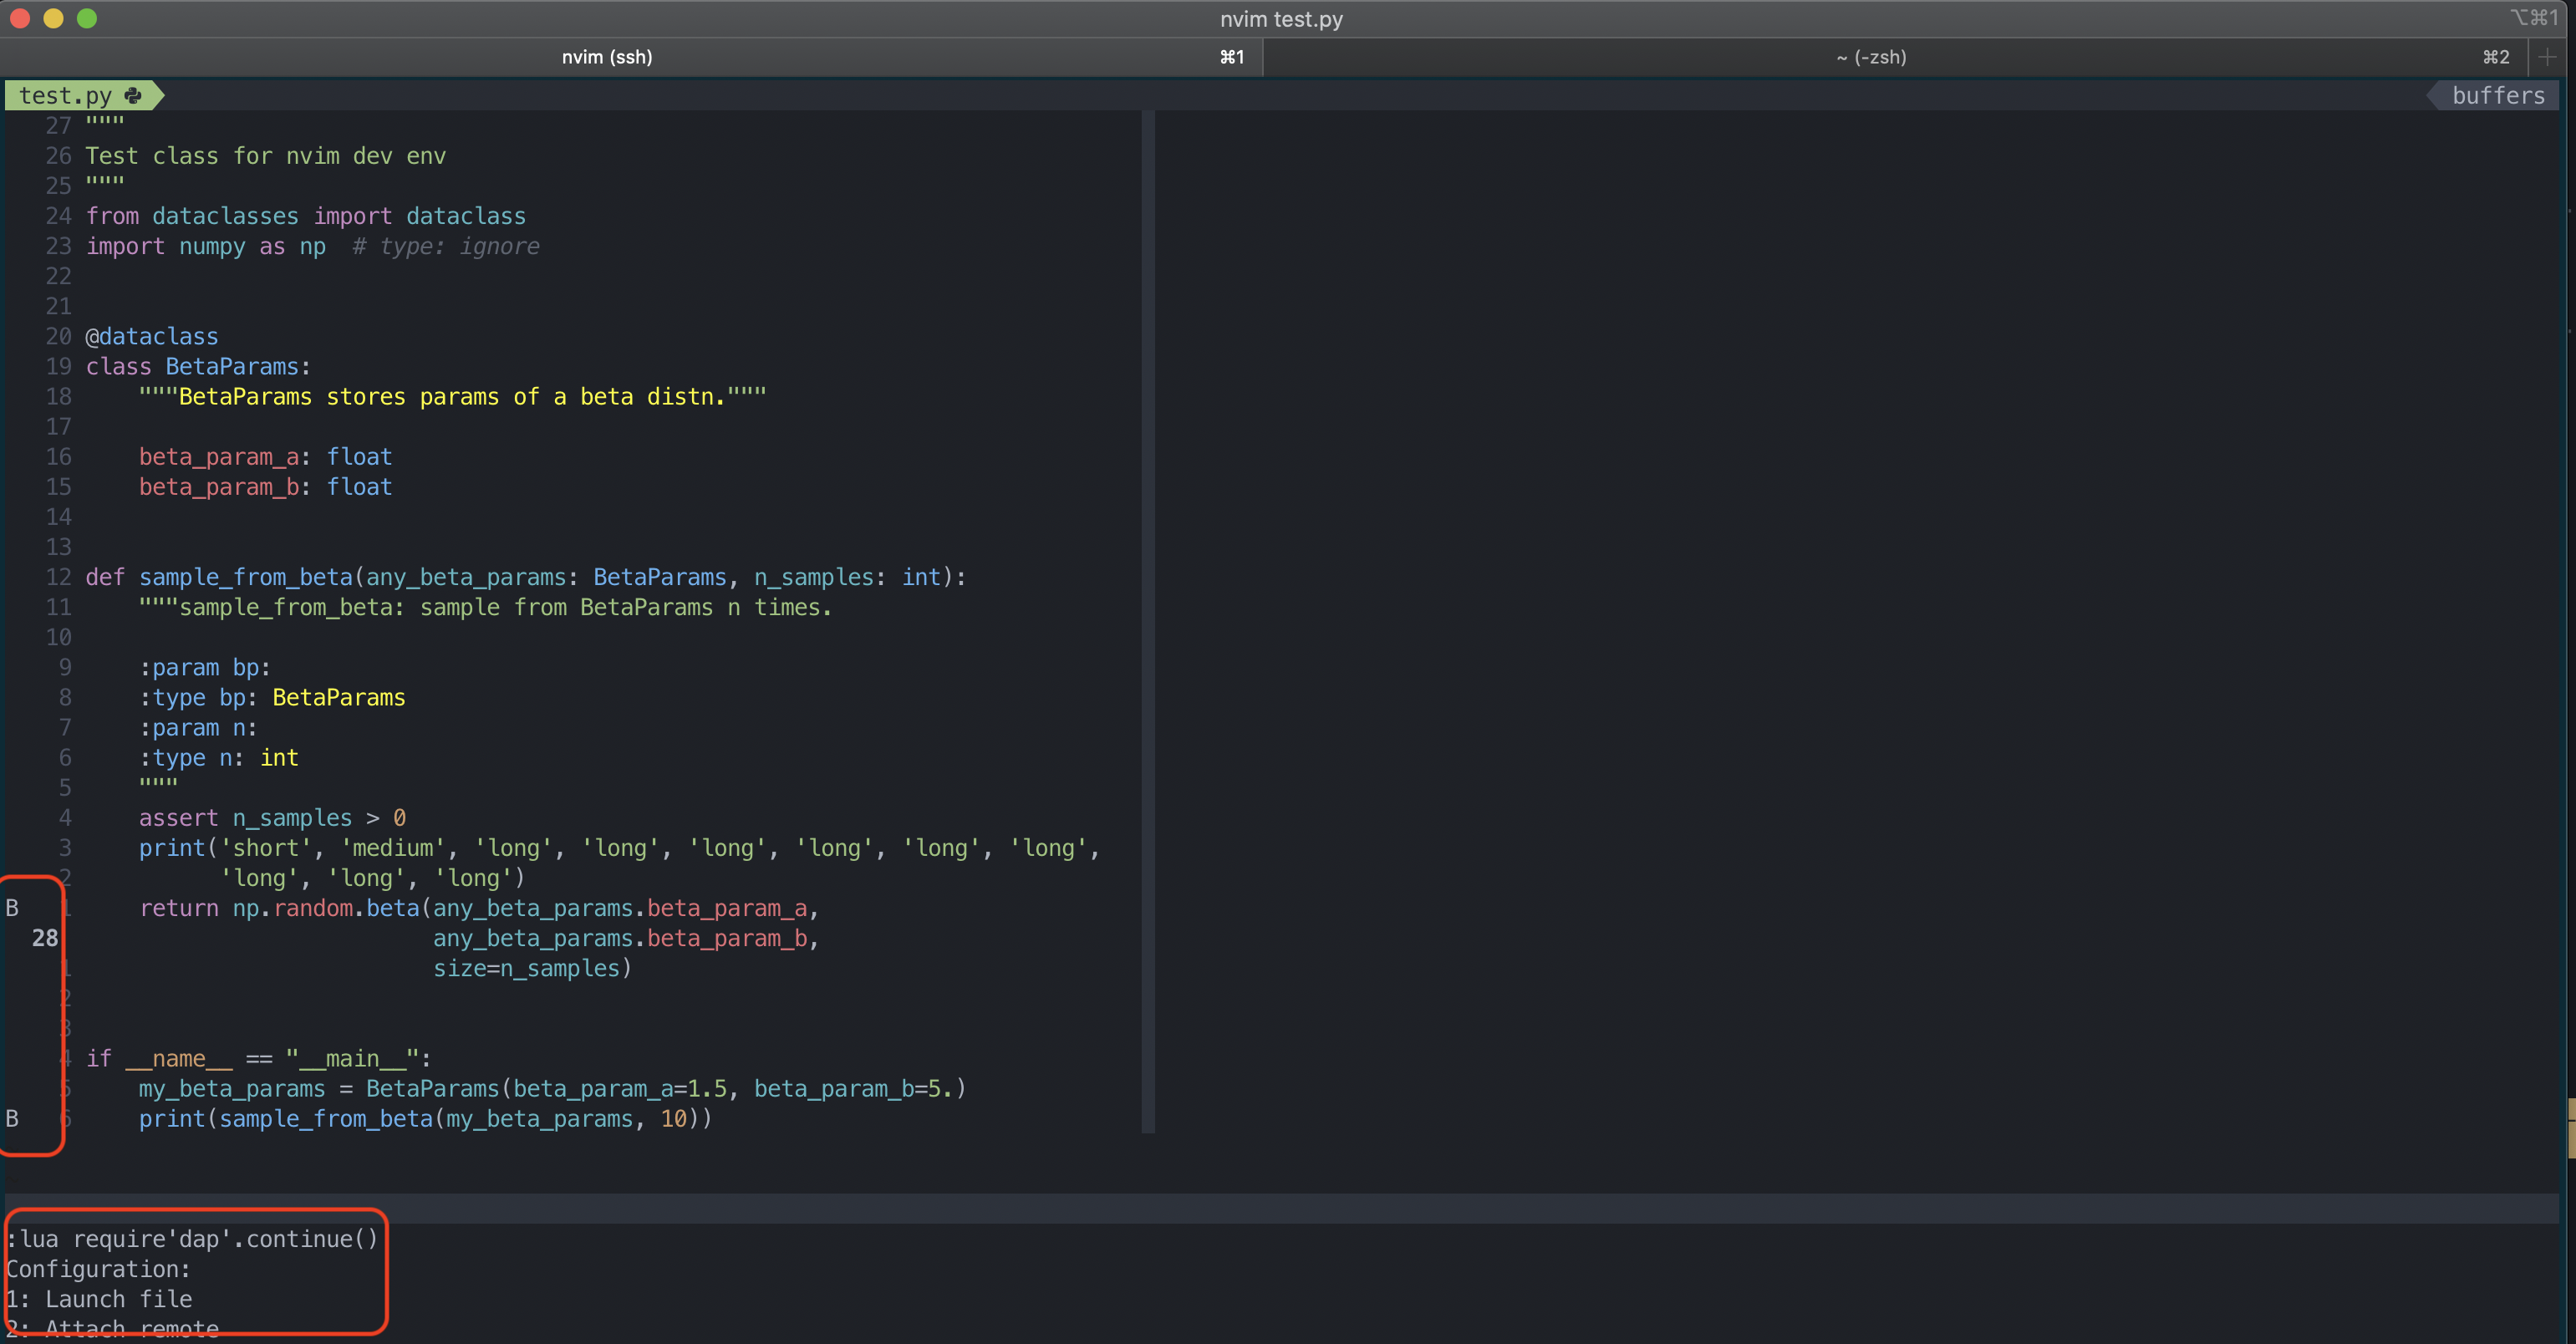 nvim test.py ⌥⌘1
nvim (ssh) ⌘1 ~ (-zsh) ⌘2 +
test.py buffers
27 """
26 Test class for nvim dev env
25 """
24 from dataclasses import dataclass
23 import numpy as np  # type: ignore
22
21
20 @dataclass
19 class BetaParams:
18     """BetaParams stores params of a beta distn."""
17
16     beta_param_a: float
15     beta_param_b: float
14
13
12 def sample_from_beta(any_beta_params: BetaParams, n_samples: int):
11     """sample_from_beta: sample from BetaParams n times.
10
9     :param bp:
8     :type bp: BetaParams
7     :param n:
6     :type n: int
5     """
4     assert n_samples > 0
3     print('short', 'medium', 'long', 'long', 'long', 'long', 'long', 'long',
2           'long', 'long', 'long')
B 1     return np.random.beta(any_beta_params.beta_param_a,
28                           any_beta_params.beta_param_b,
1                           size=n_samples)
2
3
4 if __name__ == "__main__":
5     my_beta_params = BetaParams(beta_param_a=1.5, beta_param_b=5.)
B 6     print(sample_from_beta(my_beta_params, 10))
:lua require'dap'.continue()
Configuration:
1: Launch file
2: Attach remote